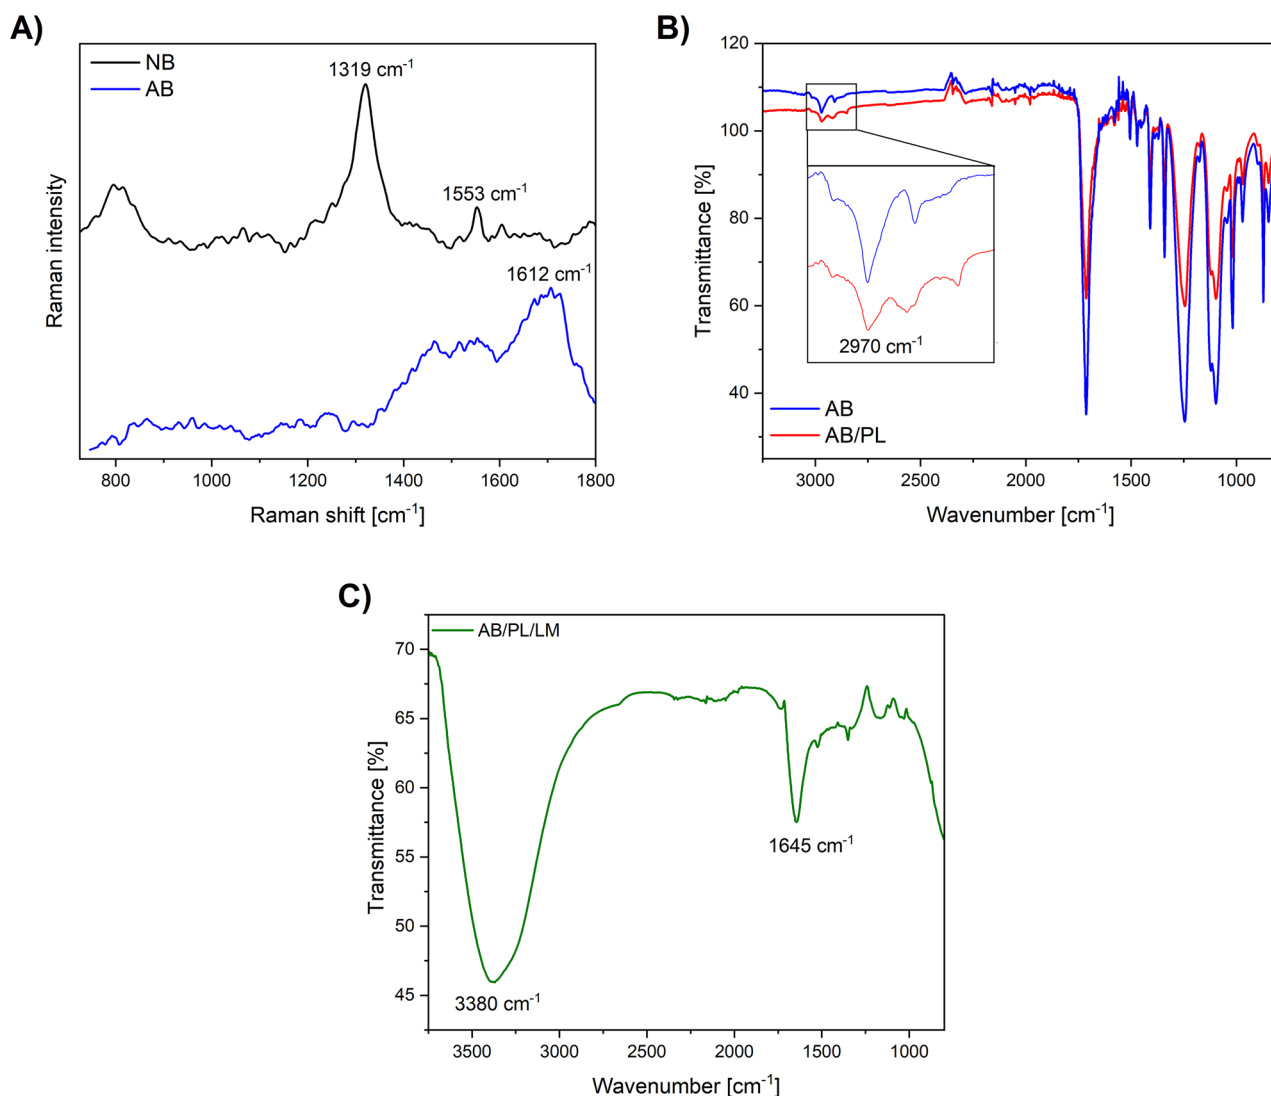 A)
NB
AB
1319 cm⁻¹
1553 cm⁻¹
1612 cm⁻¹
Raman intensity
800 1000 1200 1400 1600 1800
Raman shift [cm⁻¹]
B)
120
100
80
60
40
Transmittance [%]
2970 cm⁻¹
AB
AB/PL
3000 2500 2000 1500 1000
Wavenumber [cm⁻¹]
C)
AB/PL/LM
70
65
60
55
50
45
Transmittance [%]
1645 cm⁻¹
3380 cm⁻¹
3500 3000 2500 2000 1500 1000
Wavenumber [cm⁻¹]